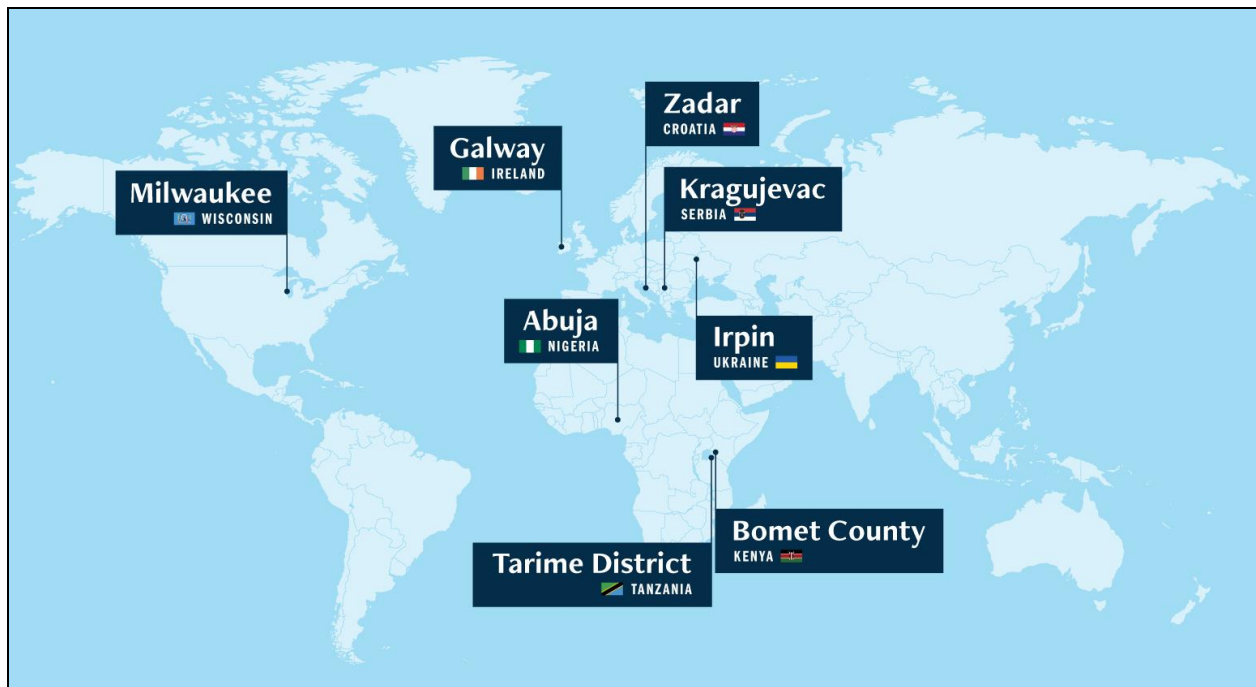 Zadar
CROATIA
Galway
IRELAND
Milwaukee
WISCONSIN
Kragujevac
SERBIA
Abuja
NIGERIA
Irpin
UKRAINE
Bomet County
KENYA
Tarime District
TANZANIA